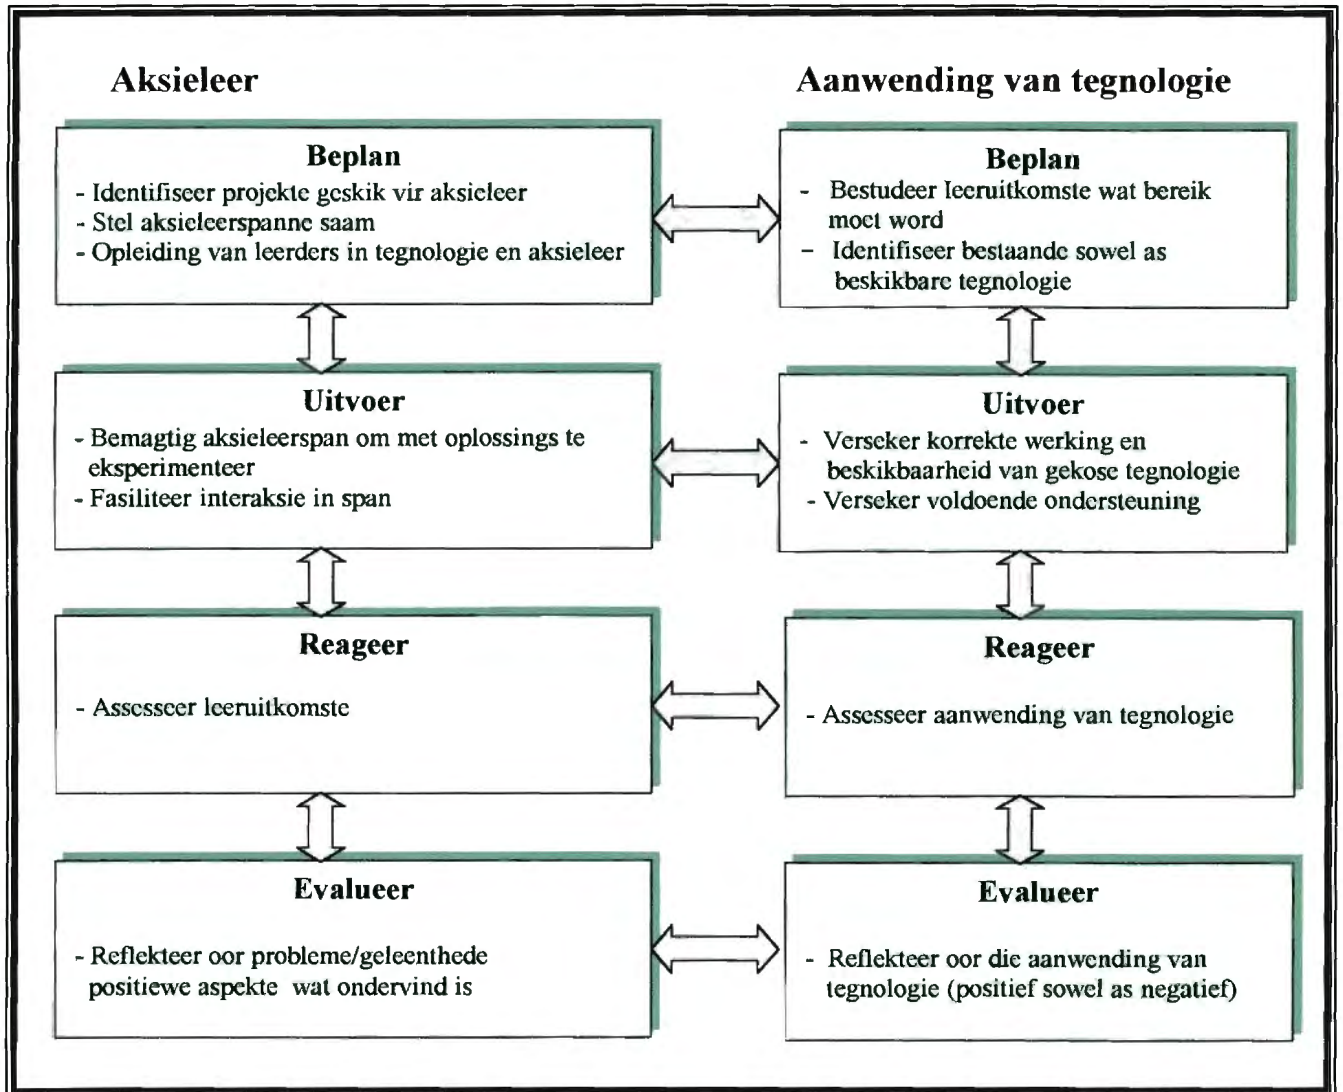 Aksieleer
Beplan
- Identifiseer projekte geskik vir aksieleer
- Stel aksieleerspanne saam
- Opleiding van leerders in tegnologie en aksieleer
Uitvoer
- Bemagtig aksieleerspan om met oplossings te
eksperimenteer
- Fasiliteer interaksie in span
Reageer
- Assesseer leeruitkomste
Evalueer
- Reflekteer oor probleme/geleenthede
positiewe aspekte wat ondervind is
Aanwending van tegnologie
Beplan
- Bestudeer leeruitkomste wat bereik
moet word
- Identifiseer bestaande sowel as
beskikbare tegnologie
Uitvoer
- Verseker korrekte werking en
beskikbaarheid van gekose tegnologie
- Verseker voldoende ondersteuning
Reageer
- Assesseer aanwending van tegnologie
Evalueer
- Reflekteer oor die aanwending van
tegnologie (positief sowel as negatief)